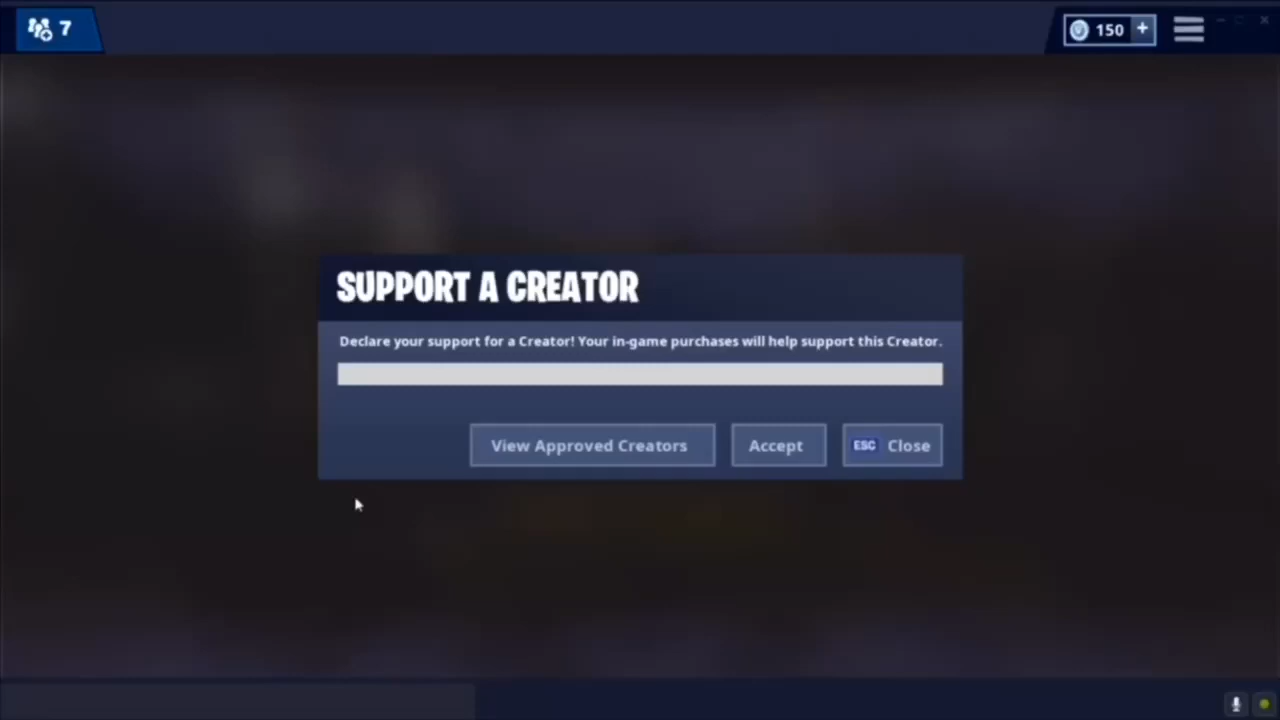 7
150 +
SUPPORT A CREATOR
Declare your support for a Creator! Your in-game purchases will help support this Creator.
View Approved Creators
Accept
ESC Close